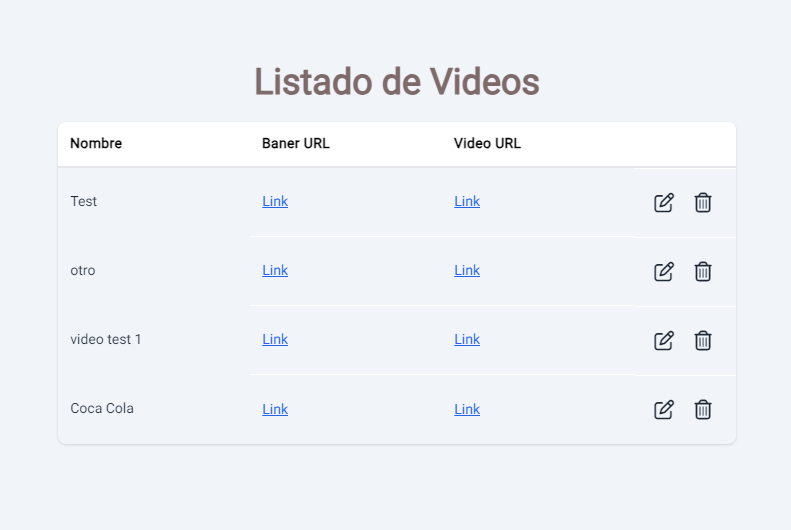 Listado de Videos
Nombre Baner URL Video URL
Test Link Link
otro Link Link
video test 1 Link Link
Coca Cola Link Link